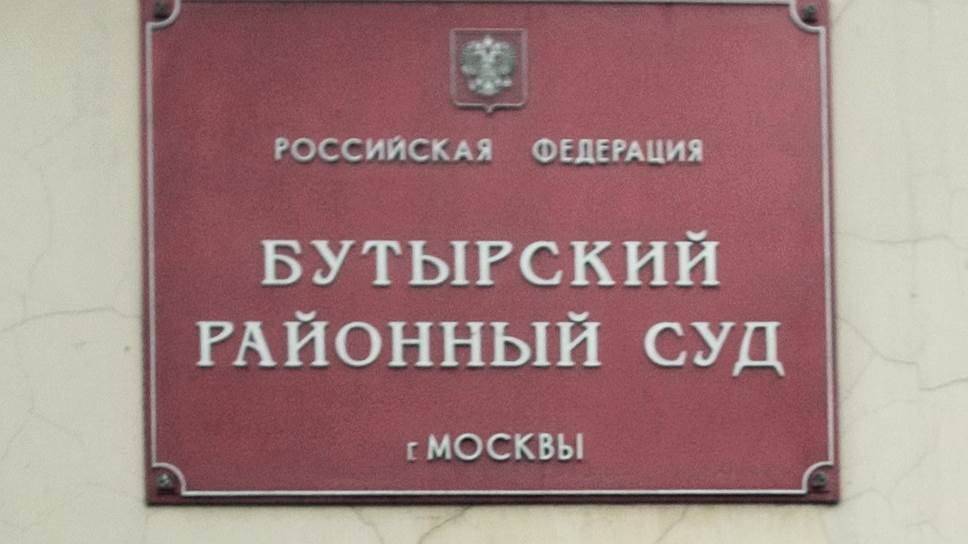 РОССИЙСКАЯ ФЕДЕРАЦИЯ
БУТЫРСКИЙ
РАЙОННЫЙ СУД
г. МОСКВЫ